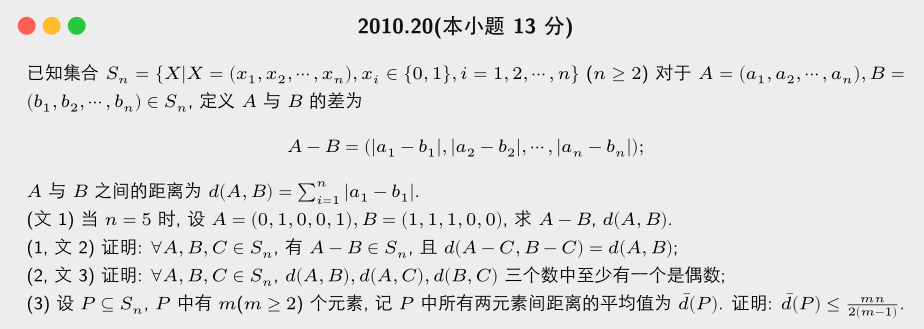 2010.20(本小题 13 分)
已知集合 $S_n = \{X|X = (x_1, x_2, \cdots, x_n), x_i \in \{0, 1\}, i = 1, 2, \cdots, n\}$ $(n \geq 2)$ 对于 $A = (a_1, a_2, \cdots, a_n), B =$
$(b_1, b_2, \cdots, b_n) \in S_n$, 定义 $A$ 与 $B$ 的差为
$A - B = (|a_1 - b_1|, |a_2 - b_2|, \cdots, |a_n - b_n|);$
$A$ 与 $B$ 之间的距离为 $d(A, B) = \sum_{i=1}^{n} |a_1 - b_1|$.
(文 1) 当 $n = 5$ 时, 设 $A = (0, 1, 0, 0, 1), B = (1, 1, 1, 0, 0)$, 求 $A - B$, $d(A, B)$.
(1, 文 2) 证明: $\forall A, B, C \in S_n$, 有 $A - B \in S_n$, 且 $d(A - C, B - C) = d(A, B)$;
(2, 文 3) 证明: $\forall A, B, C \in S_n$, $d(A, B), d(A, C), d(B, C)$ 三个数中至少有一个是偶数;
(3) 设 $P \subseteq S_n$, $P$ 中有 $m(m \geq 2)$ 个元素, 记 $P$ 中所有两元素间距离的平均值为 $\bar{d}(P)$. 证明: $\bar{d}(P) \leq \frac{mn}{2(m-1)}$.